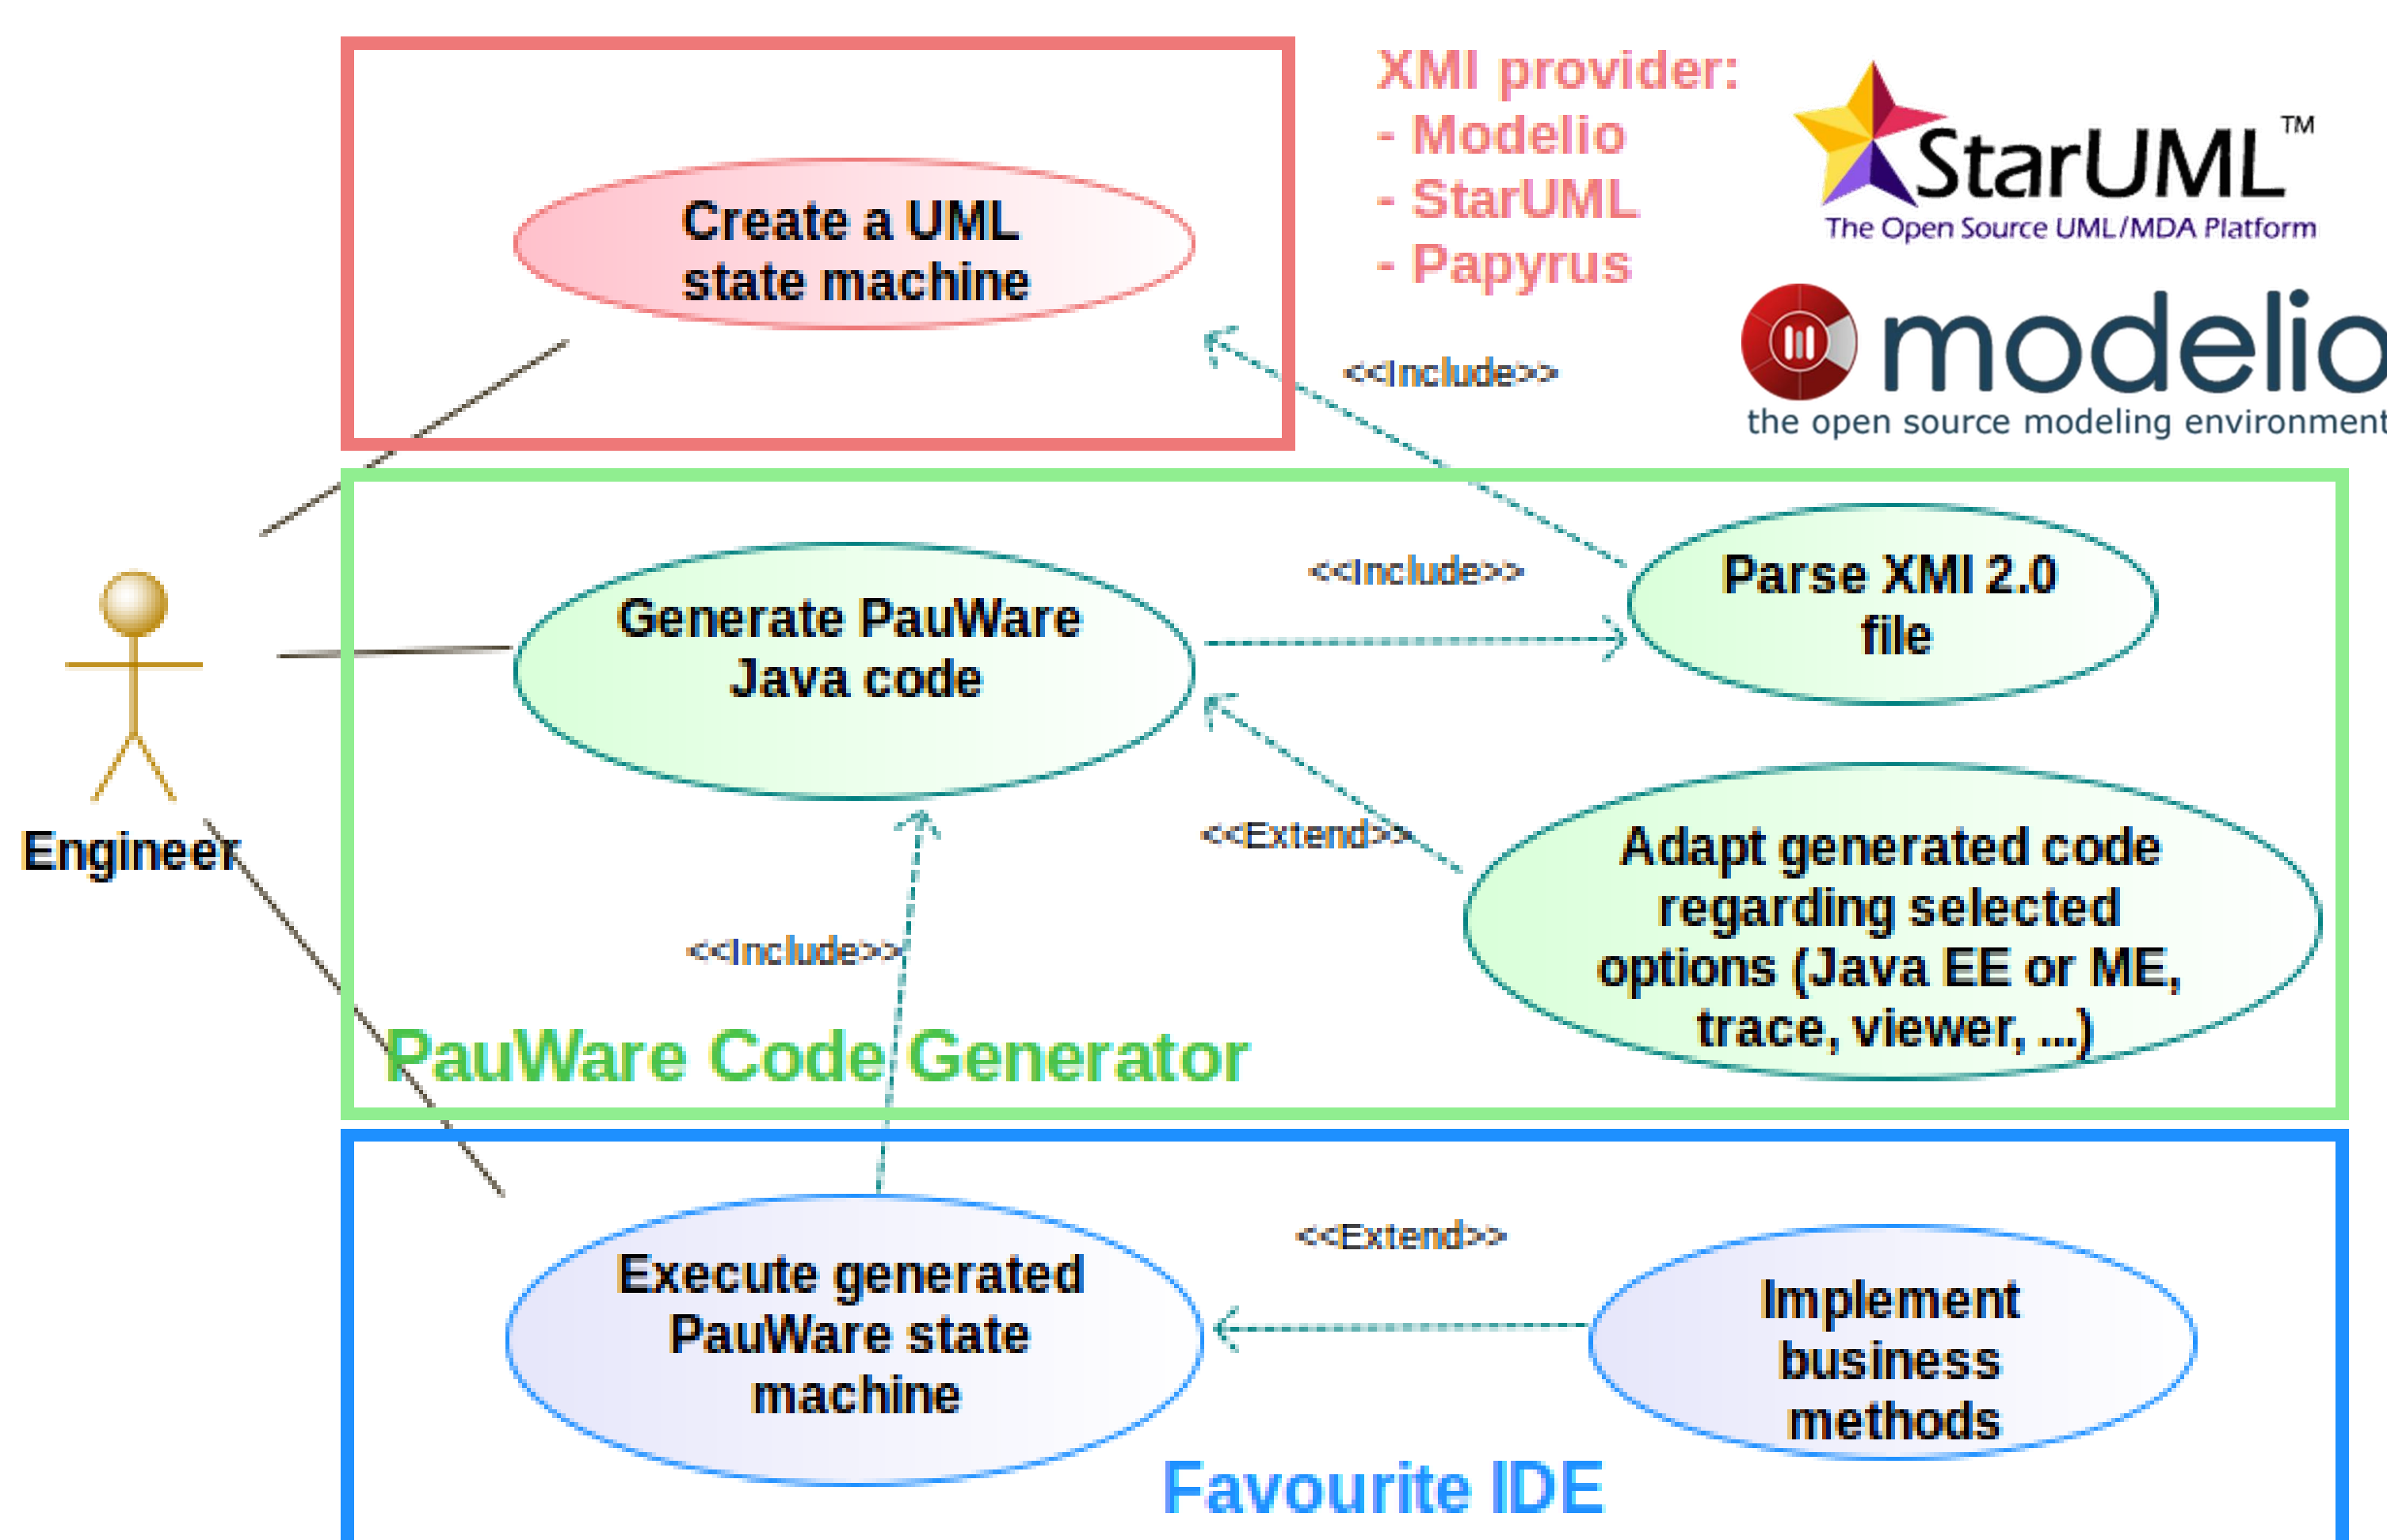 XMI provider:
- Modelio
- StarUML
- Papyrus
StarUML™
The Open Source UML/MDA Platform
modelio
the open source modeling environment
Create a UML
state machine
<<Include>>
<<Include>>
Generate PauWare
Java code
Parse XMI 2.0
file
Engineer
<<Extend>>
Adapt generated code
regarding selected
options (Java EE or ME,
trace, viewer, ...)
<<Include>>
PauWare Code Generator
<<Extend>>
Execute generated
PauWare state
machine
Implement
business
methods
Favourite IDE